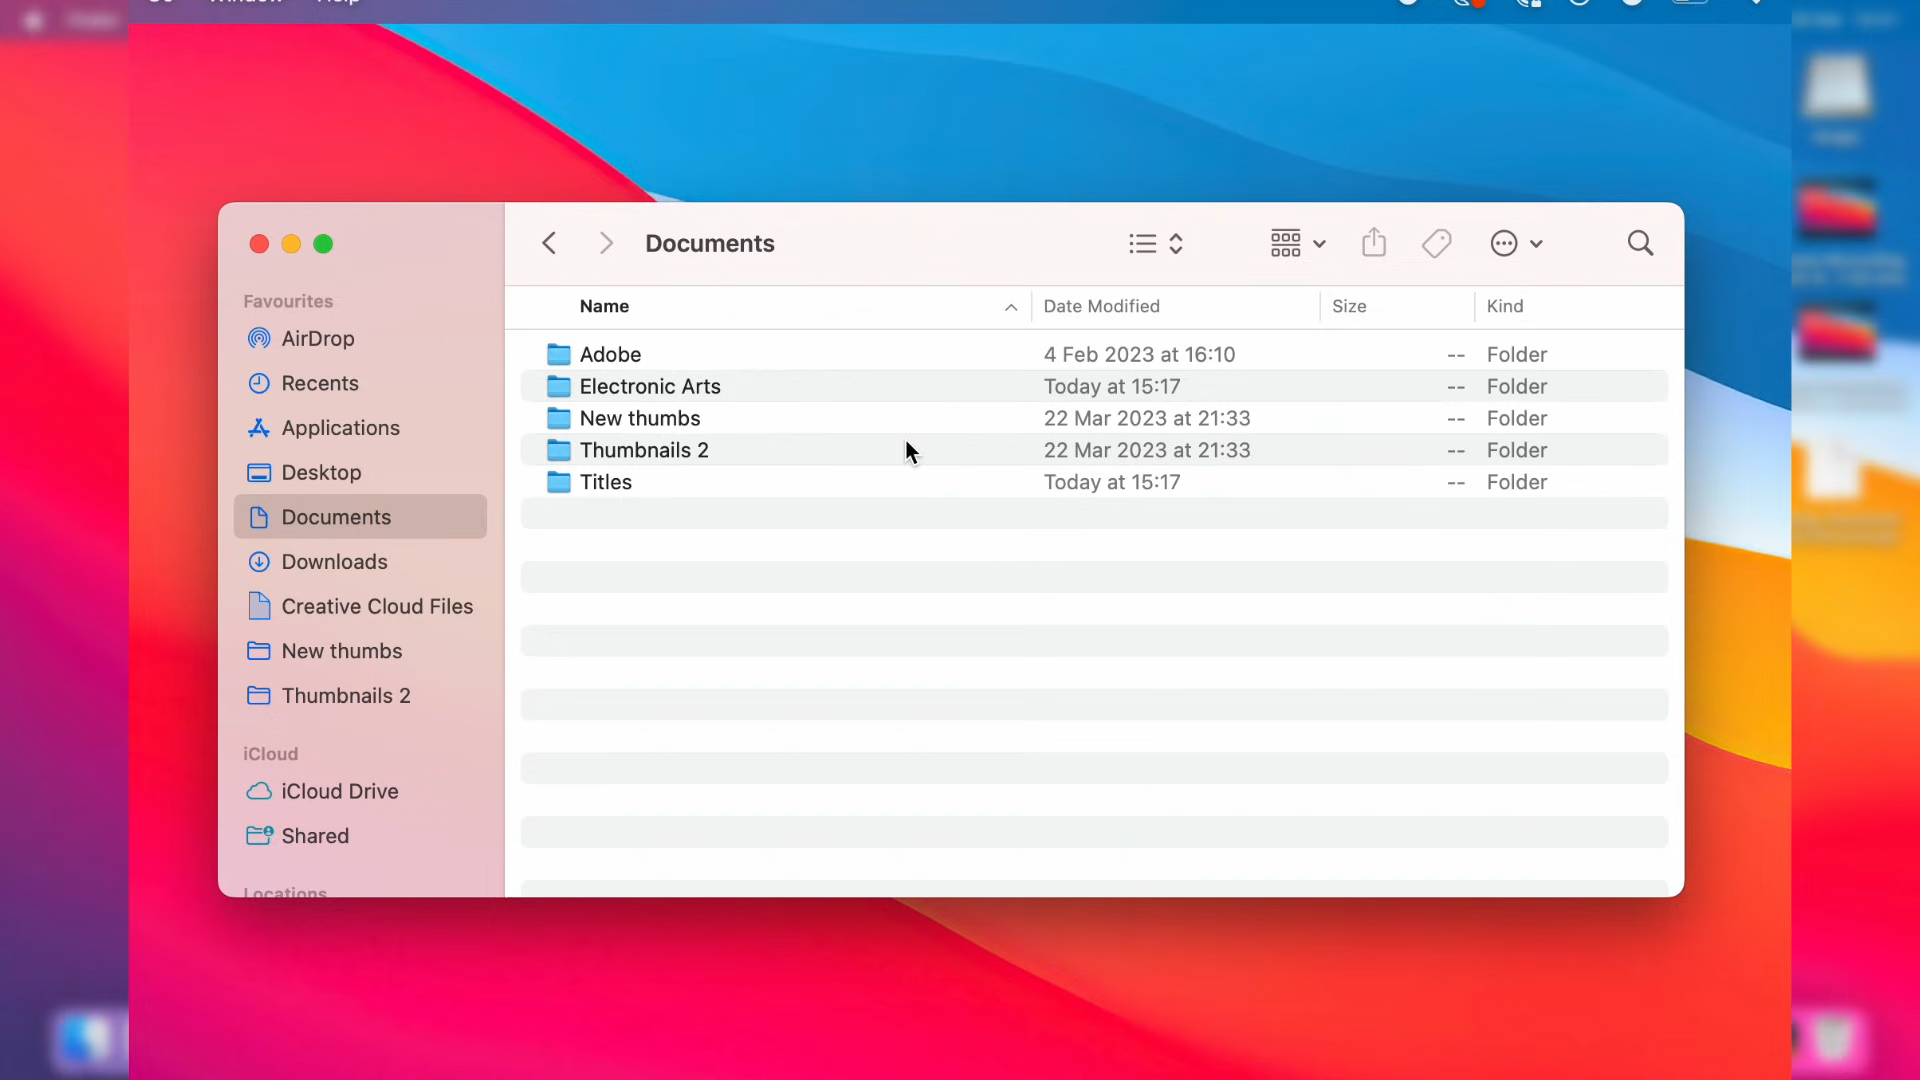 Window Help
Documents
Favourites
AirDrop
Recents
Applications
Desktop
Documents
Downloads
Creative Cloud Files
New thumbs
Thumbnails 2
iCloud
iCloud Drive
Shared
Locations
Name Date Modified Size Kind
Adobe 4 Feb 2023 at 16:10 -- Folder
Electronic Arts Today at 15:17 -- Folder
New thumbs 22 Mar 2023 at 21:33 -- Folder
Thumbnails 2 22 Mar 2023 at 21:33 -- Folder
Titles Today at 15:17 -- Folder